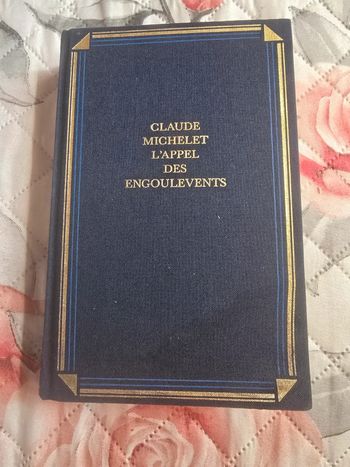 CLAUDE
MICHELET
L'APPEL
DES
ENGOULEVENTS